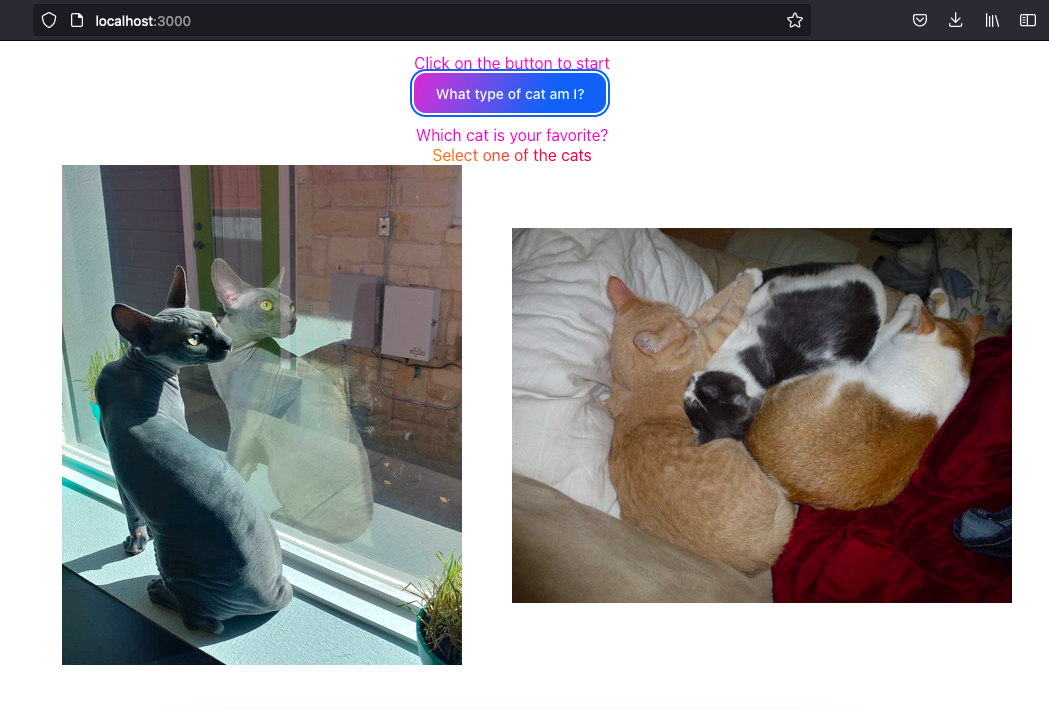 localhost:3000
Click on the button to start
What type of cat am I?
Which cat is your favorite?
Select one of the cats